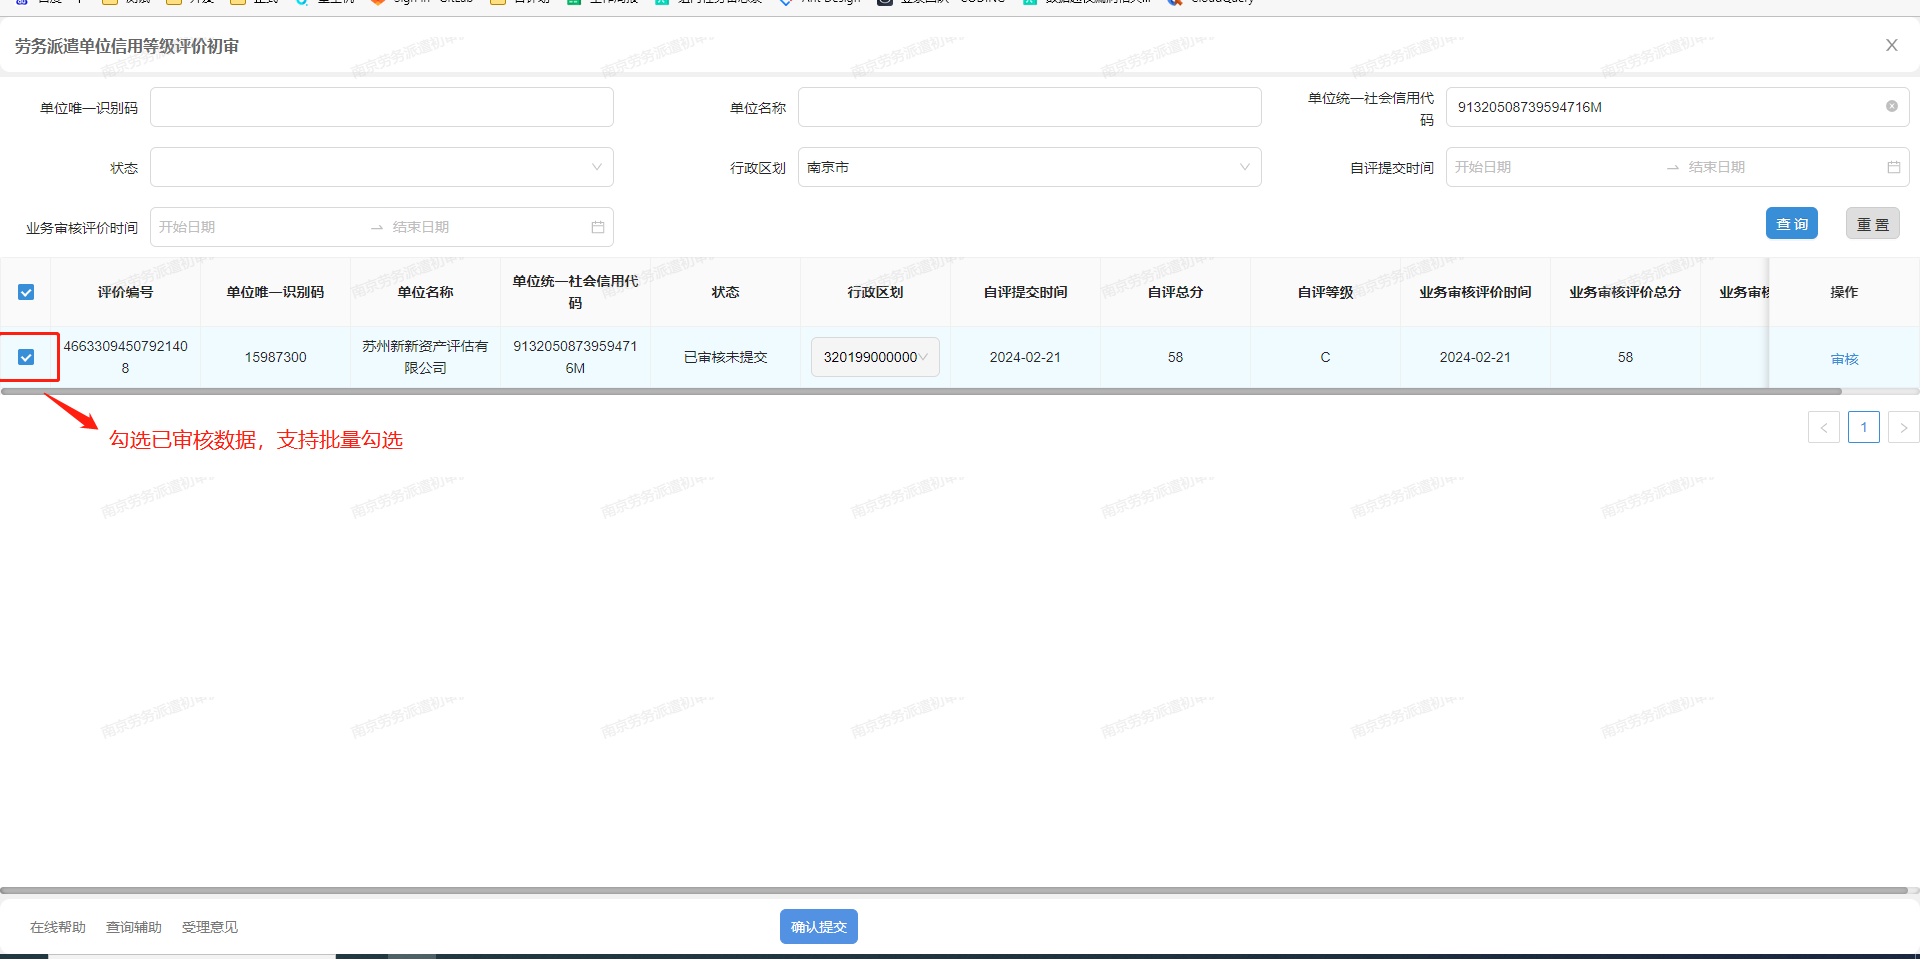 劳务派遣单位信用等级评价初审
单位唯一识别码
单位名称
单位统一社会信用代
码
91320508739594716M
状态
行政区划
南京市
自评提交时间
开始日期
结束日期
业务审核评价时间
开始日期
结束日期
查 询
重 置
评价编号
单位唯一识别码
单位名称
单位统一社会信用代
码
状态
行政区划
自评提交时间
自评总分
自评等级
业务审核评价时间
业务审核评价总分
业务审核
操作
4663309450792140
8
15987300
苏州新新资产评估有
限公司
9132050873959471
6M
已审核未提交
320199000000
2024-02-21
58
C
2024-02-21
58
审核
勾选已审核数据，支持批量勾选
1
在线帮助
查询辅助
受理意见
确认提交